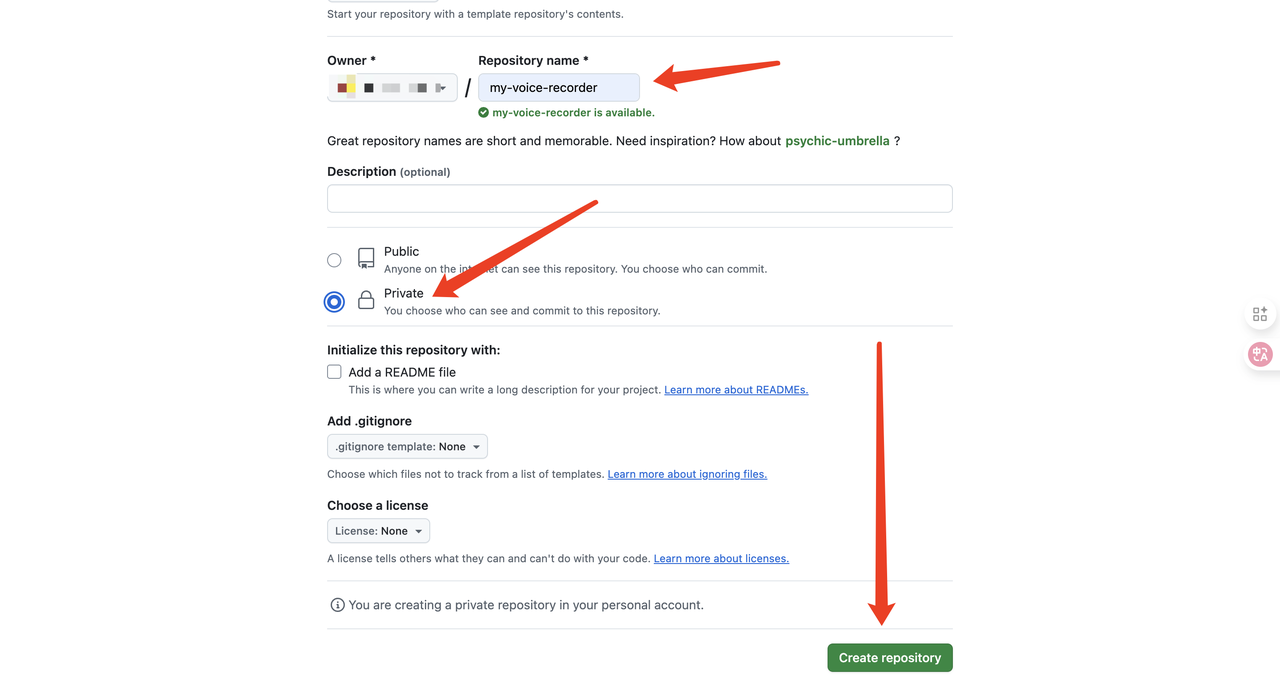 Start your repository with a template repository's contents.
Owner *
Repository name *
/
my-voice-recorder
my-voice-recorder is available.
Great repository names are short and memorable. Need inspiration? How about psychic-umbrella ?
Description (optional)
Public
Anyone on the internet can see this repository. You choose who can commit.
Private
You choose who can see and commit to this repository.
Initialize this repository with:
Add a README file
This is where you can write a long description for your project. Learn more about READMEs.
Add .gitignore
.gitignore template: None
Choose which files not to track from a list of templates. Learn more about ignoring files.
Choose a license
License: None
A license tells others what they can and can't do with your code. Learn more about licenses.
You are creating a private repository in your personal account.
Create repository